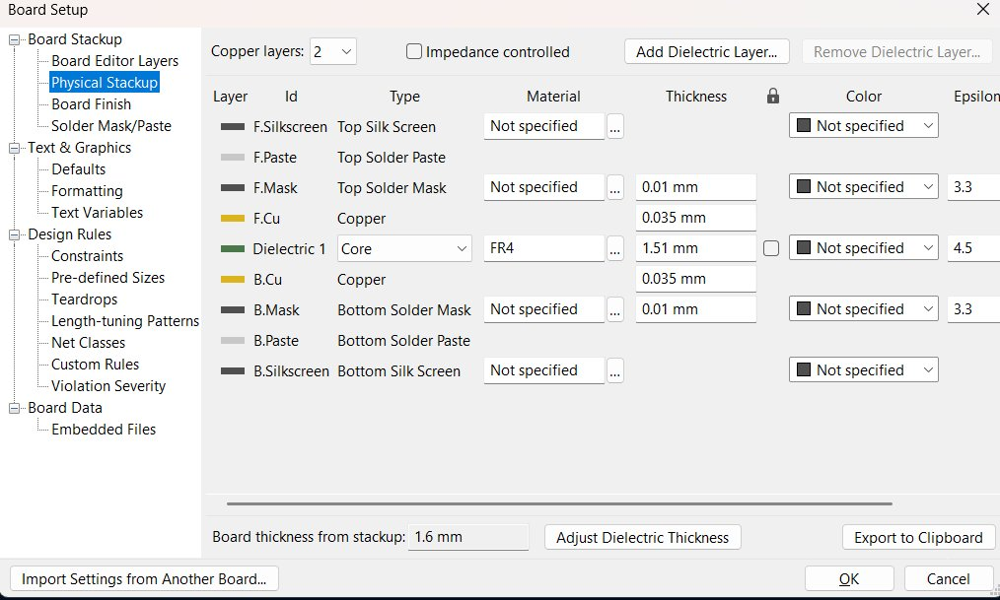 Board Setup
Board Stackup
Board Editor Layers
Physical Stackup
Board Finish
Solder Mask/Paste
Text & Graphics
Defaults
Formatting
Text Variables
Design Rules
Constraints
Pre-defined Sizes
Teardrops
Length-tuning Patterns
Net Classes
Custom Rules
Violation Severity
Board Data
Embedded Files
Copper layers: 2 Impedance controlled Add Dielectric Layer... Remove Dielectric Layer...
Layer Id Type Material Thickness Color Epsilon
F.Silkscreen Top Silk Screen Not specified ... Not specified
F.Paste Top Solder Paste
F.Mask Top Solder Mask Not specified ... 0.01 mm Not specified 3.3
F.Cu Copper 0.035 mm
Dielectric 1 Core FR4 ... 1.51 mm Not specified 4.5
B.Cu Copper 0.035 mm
B.Mask Bottom Solder Mask Not specified ... 0.01 mm Not specified 3.3
B.Paste Bottom Solder Paste
B.Silkscreen Bottom Silk Screen Not specified ... Not specified
Board thickness from stackup: 1.6 mm Adjust Dielectric Thickness Export to Clipboard
Import Settings from Another Board... OK Cancel